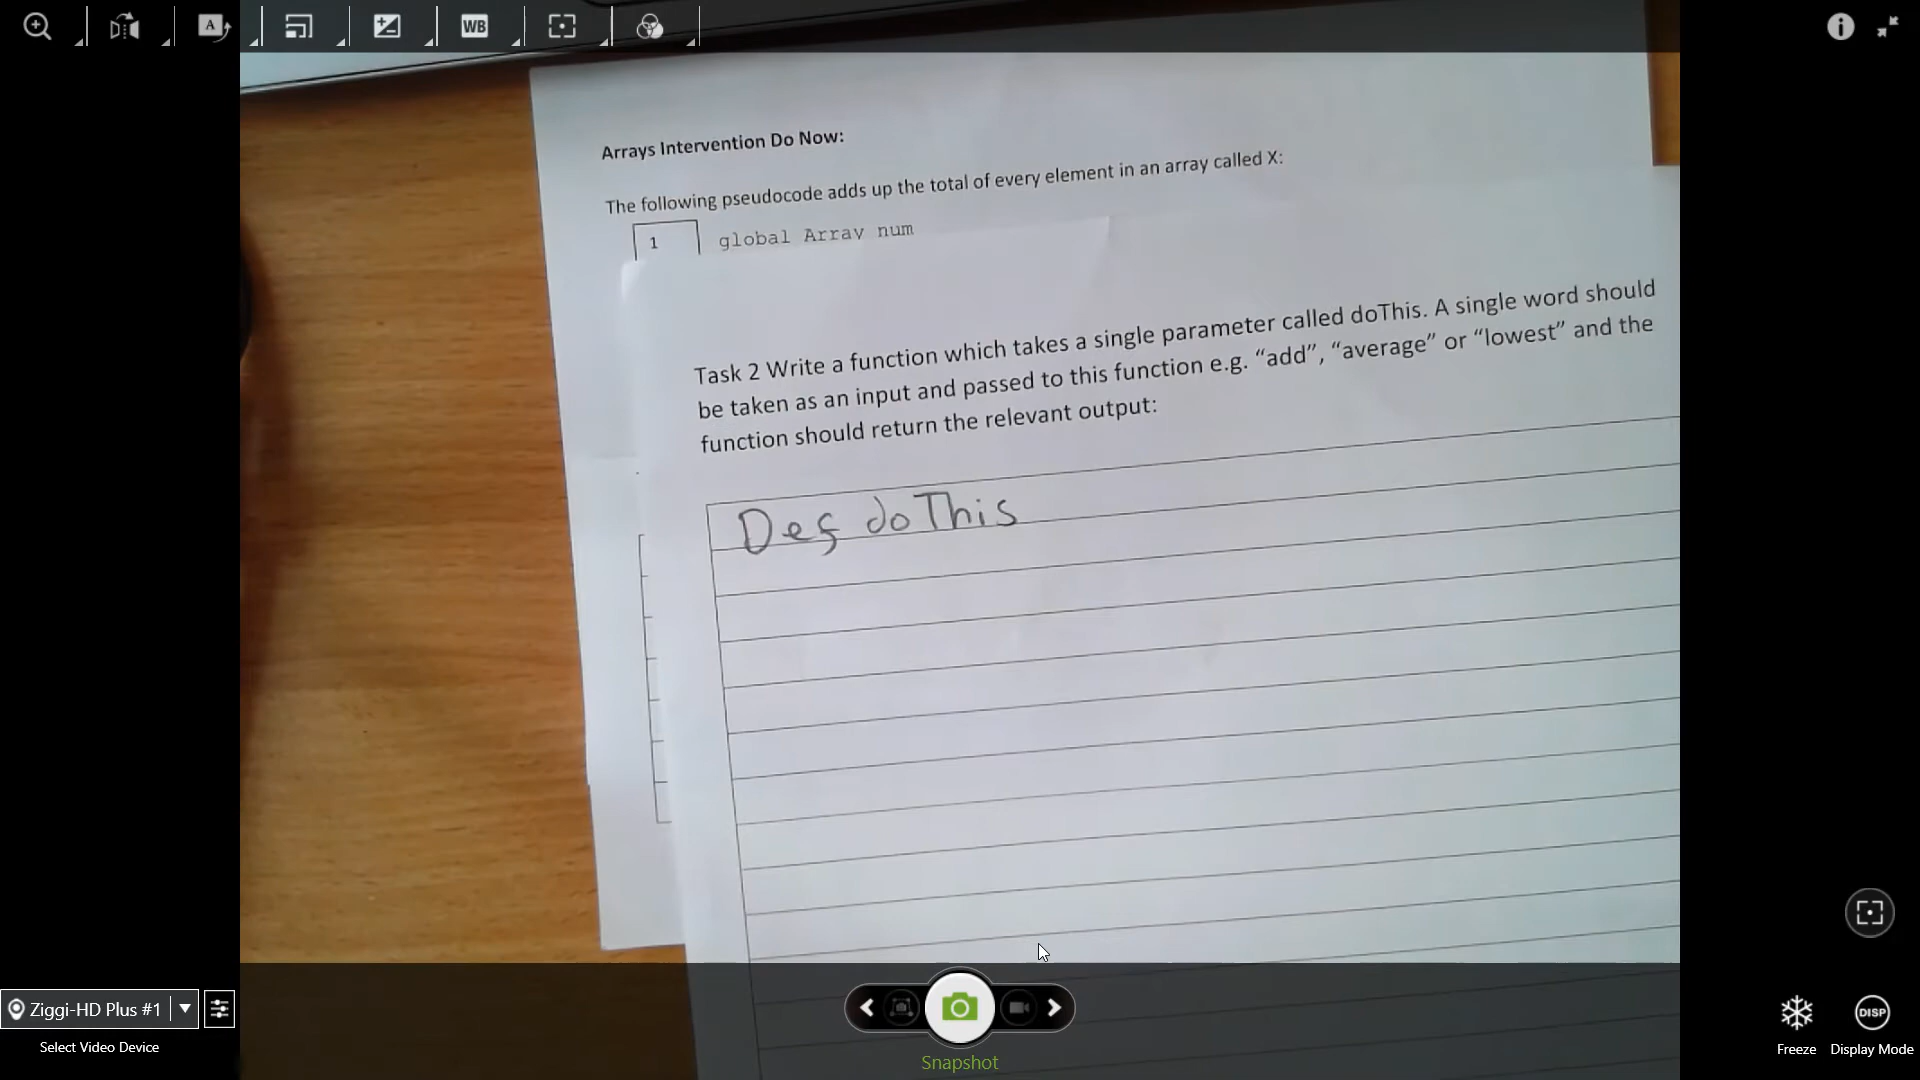 A
WB
Arrays Intervention Do Now:
The following pseudocode adds up the total of every element in an array called X:
1 global Array num
Task 2 Write a function which takes a single parameter called doThis. A single word should
be taken as an input and passed to this function e.g. “add”, “average” or “lowest” and the
function should return the relevant output:
Def doThis
Ziggi-HD Plus #1
Select Video Device
Snapshot
Freeze
DISP
Display Mode